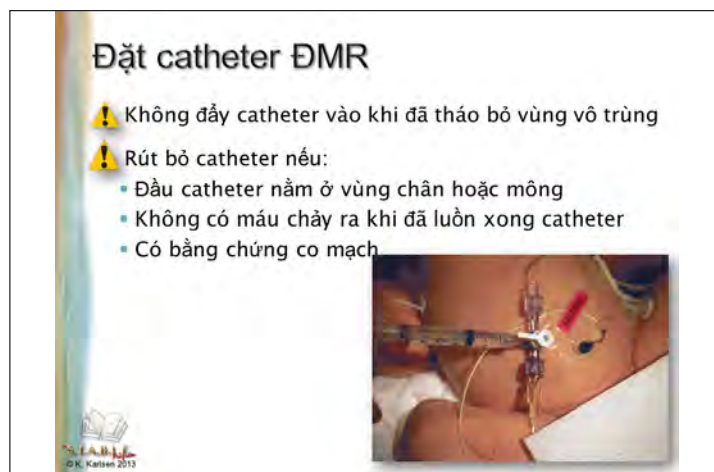 Đặt catheter ĐMR
Không đẩy catheter vào khi đã tháo bỏ vùng vô trùng
Rút bỏ catheter nếu:
Đầu catheter nằm ở vùng chân hoặc mông
Không có máu chảy ra khi đã luồn xong catheter
Có bằng chứng co mạch
S.T.A.B.L.E.
© K. Karlsen 2013